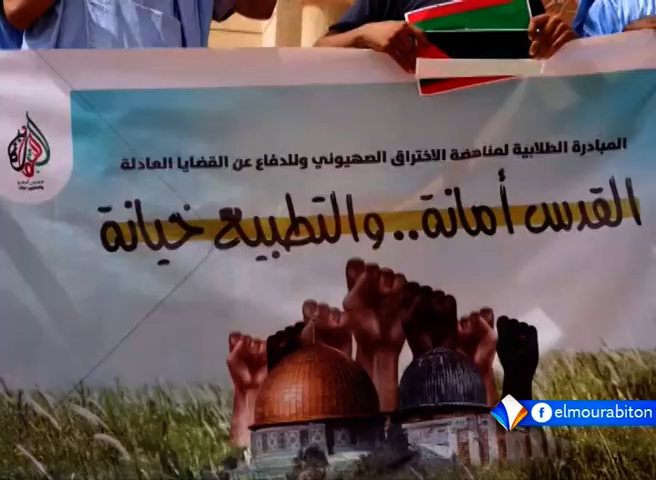 المبادرة الطلابية لمناهضة الاختراق الصهيوني وللدفاع عن القضايا العادلة
القدس أمانة.. والتطبيع خيانة
elmourabiton